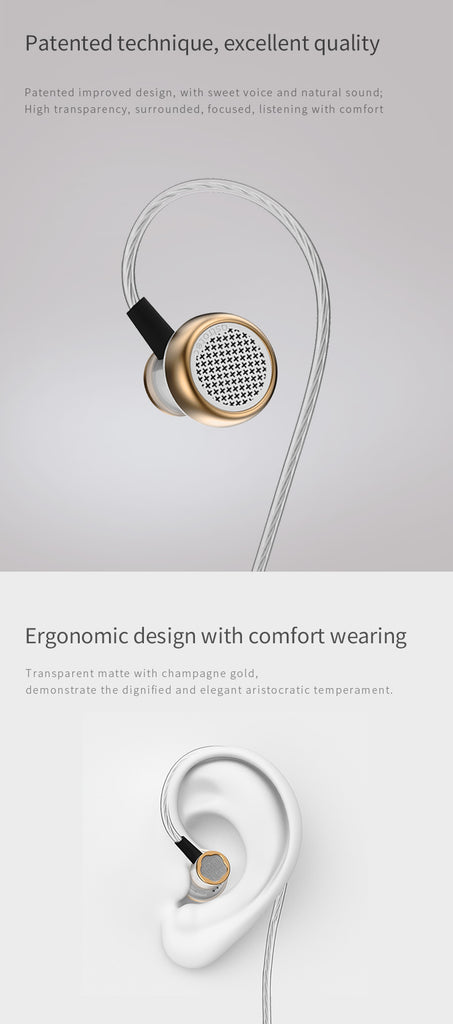 Patented technique, excellent quality
Patented improved design, with sweet voice and natural sound;
High transparency, surrounded, focused, listening with comfort
Ergonomic design with comfort wearing
Transparent matte with champagne gold,
demonstrate the dignified and elegant aristocratic temperament.